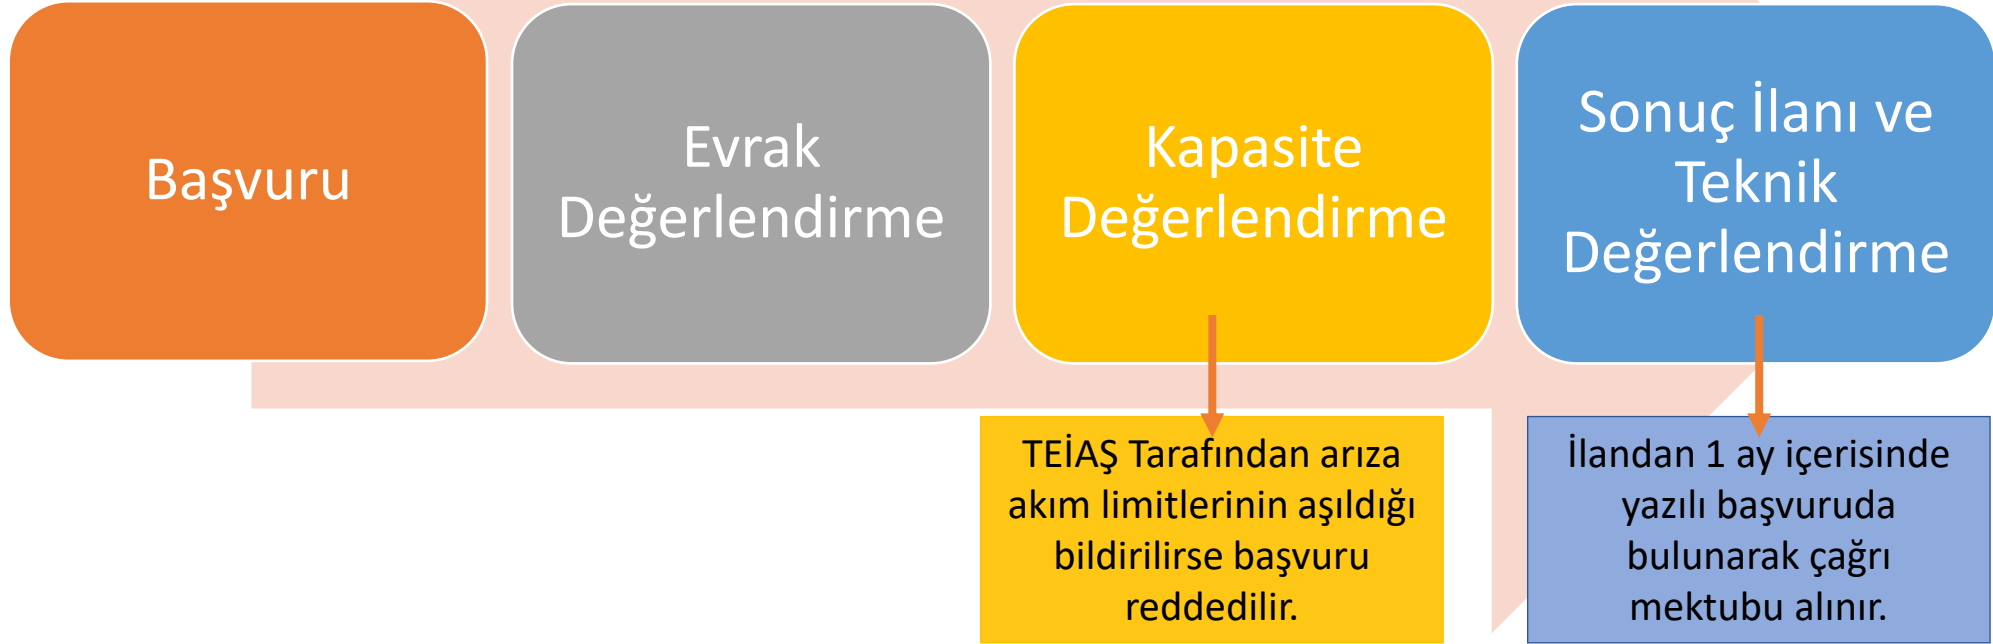 Başvuru
Evrak
Değerlendirme
Kapasite
Değerlendirme
Sonuç İlanı ve
Teknik
Değerlendirme
TEİAŞ Tarafından arıza
akım limitlerinin aşıldığı
bildirilirse başvuru
reddedilir.
İlandan 1 ay içerisinde
yazılı başvuruda
bulunarak çağrı
mektubu alınır.